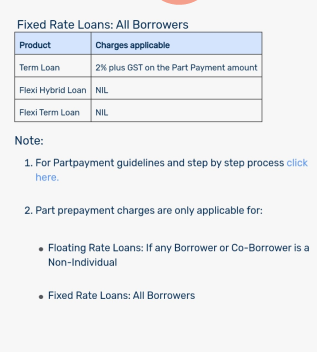 Fixed Rate Loans: All Borrowers
Product Charges applicable
Term Loan 2% plus GST on the Part Payment amount
Flexi Hybrid Loan NIL
Flexi Term Loan NIL
Note:
1. For Partpayment guidelines and step by step process click
here.
2. Part prepayment charges are only applicable for:
• Floating Rate Loans: If any Borrower or Co-Borrower is a
Non-Individual
• Fixed Rate Loans: All Borrowers